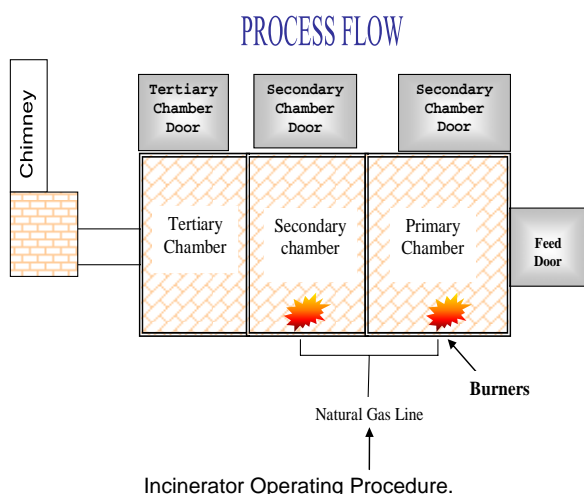 PROCESS FLOW
Chimney
Tertiary
Chamber
Door
Secondary
Chamber
Door
Secondary
Chamber
Door
Tertiary
Chamber
Secondary
chamber
Primary
Chamber
Feed
Door
Burners
Natural Gas Line
Incinerator Operating Procedure.